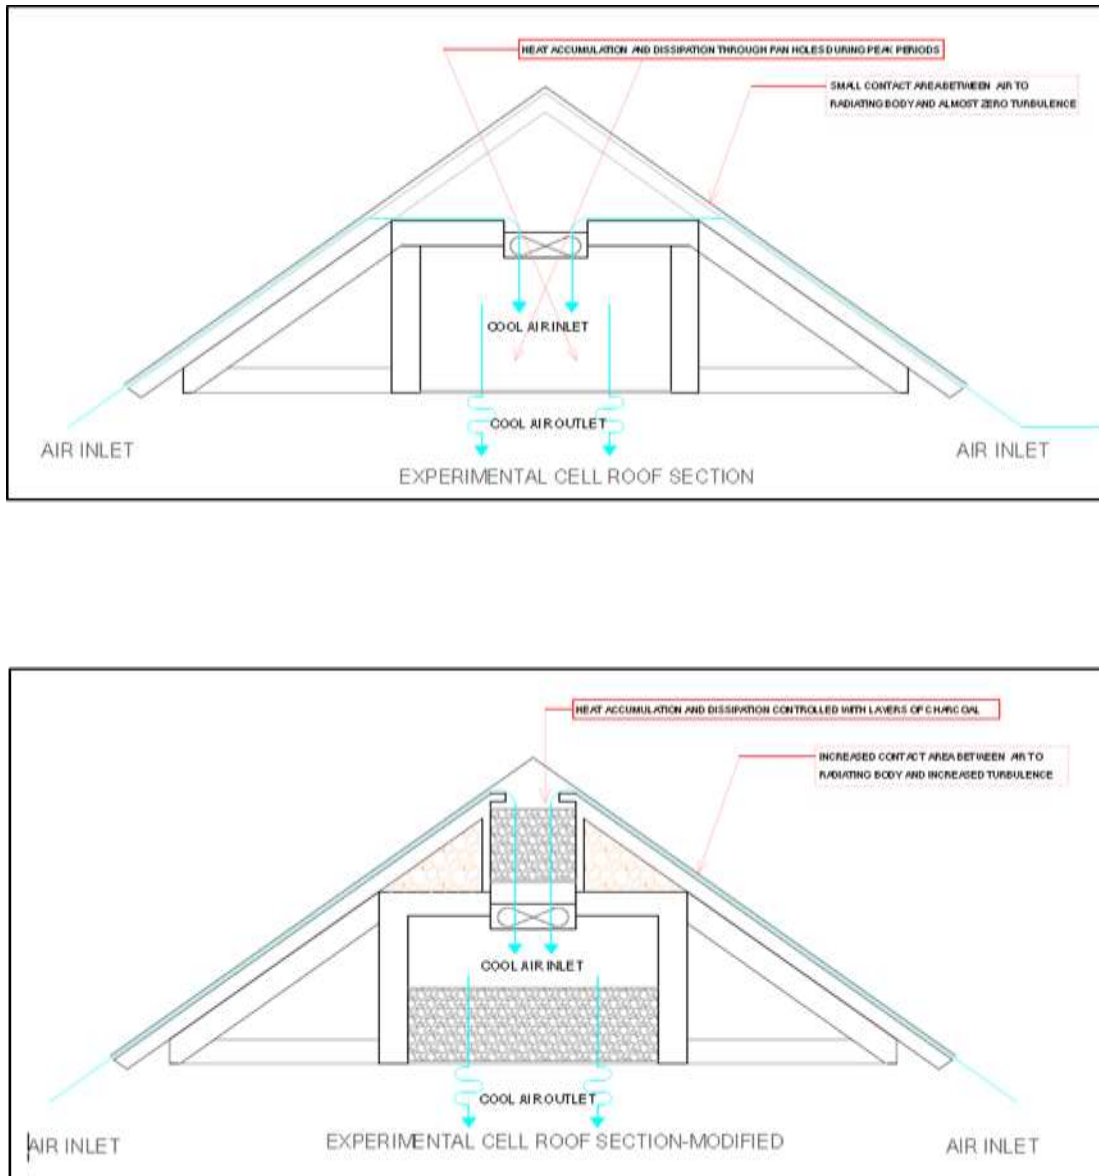 HEAT ACCUMULATION AND DISSIPATION THROUGH FAN HOLES DURING PEAK PERIODS
SMALL CONTACT AREA BETWEEN AIR TO
RADIATING BODY AND ALMOST ZERO TURBULENCE
COOL AIR INLET
COOL AIR OUTLET
AIR INLET
AIR INLET
EXPERIMENTAL CELL ROOF SECTION
HEAT ACCUMULATION AND DISSIPATION CONTROLLED WITH LAYERS OF CHARCOAL
INCREASED CONTACT AREA BETWEEN AIR TO
RADIATING BODY AND INCREASED TURBULENCE
COOL AIR INLET
COOL AIR OUTLET
AIR INLET
EXPERIMENTAL CELL ROOF SECTION-MODIFIED
AIR INLET